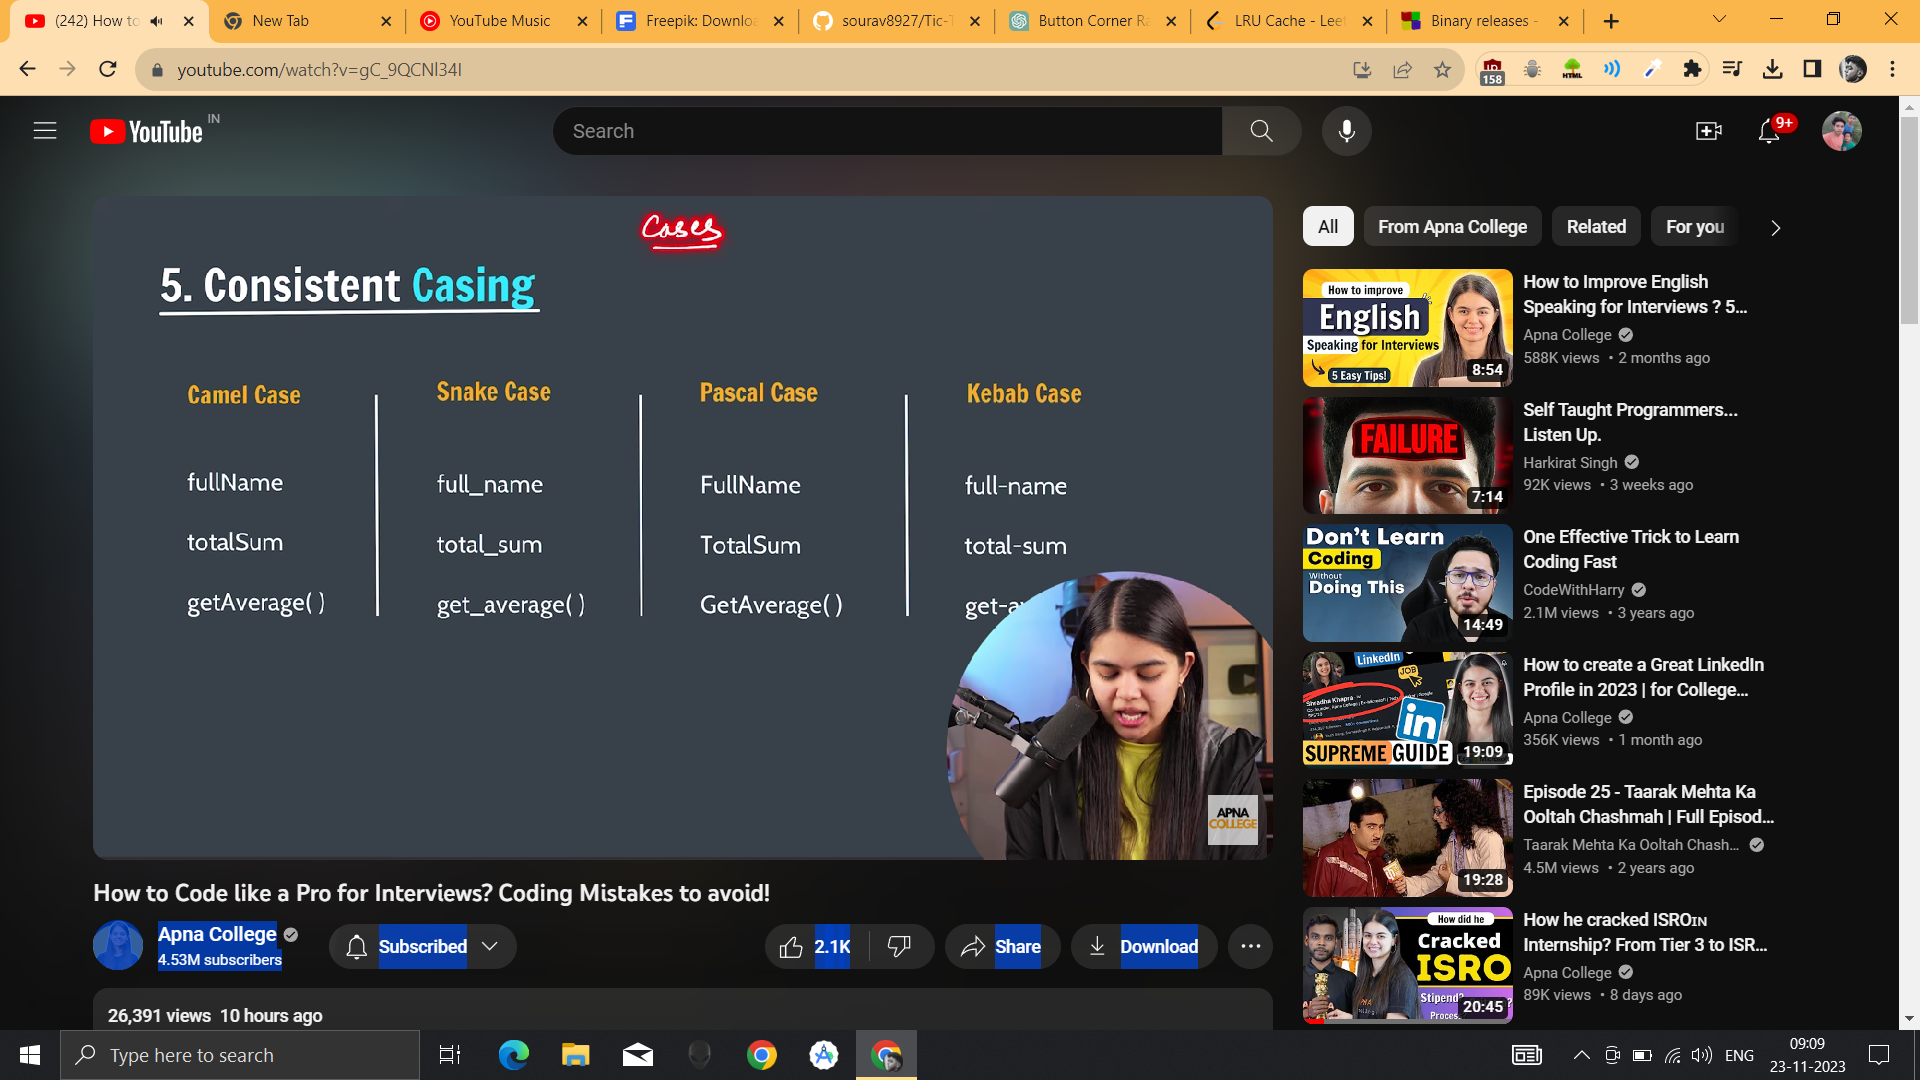 (242) How to
New Tab
YouTube Music
Freepik: Downloa
sourav8927/Tic-T
Button Corner Ra
LRU Cache - Leet
Binary releases -
youtube.com/watch?v=gC_9QCNl34I
158
HTML
YouTube IN
Search
9+
Cases
5. Consistent Casing
Camel Case
Snake Case
Pascal Case
Kebab Case
fullName
full_name
FullName
full-name
totalSum
total_sum
TotalSum
total-sum
getAverage()
get_average()
GetAverage()
get-av
APNA
COLLEGE
How to Code like a Pro for Interviews? Coding Mistakes to avoid!
Apna College
4.53M subscribers
Subscribed
2.1K
Share
Download
26,391 views 10 hours ago
All
From Apna College
Related
For you
How to improve
English
Speaking for Interviews
5 Easy Tips!
8:54
How to Improve English
Speaking for Interviews ? 5...
Apna College
588K views • 2 months ago
FAILURE
7:14
Self Taught Programmers...
Listen Up.
Harkirat Singh
92K views • 3 weeks ago
Don't Learn
Coding
Without
Doing This
14:49
One Effective Trick to Learn
Coding Fast
CodeWithHarry
2.1M views • 3 years ago
LinkedIn
JOB
Shradha Khapra
in
SUPREME GUIDE
19:09
How to create a Great LinkedIn
Profile in 2023 | for College...
Apna College
356K views • 1 month ago
19:28
Episode 25 - Taarak Mehta Ka
Ooltah Chashmah | Full Episod...
Taarak Mehta Ka Ooltah Chash...
4.5M views • 2 years ago
How did he
Cracked
ISRO
Stipend?
Proces
20:45
How he cracked ISROɪɴ
Internship? From Tier 3 to ISR...
Apna College
89K views • 8 days ago
Type here to search
ENG
09:09
23-11-2023